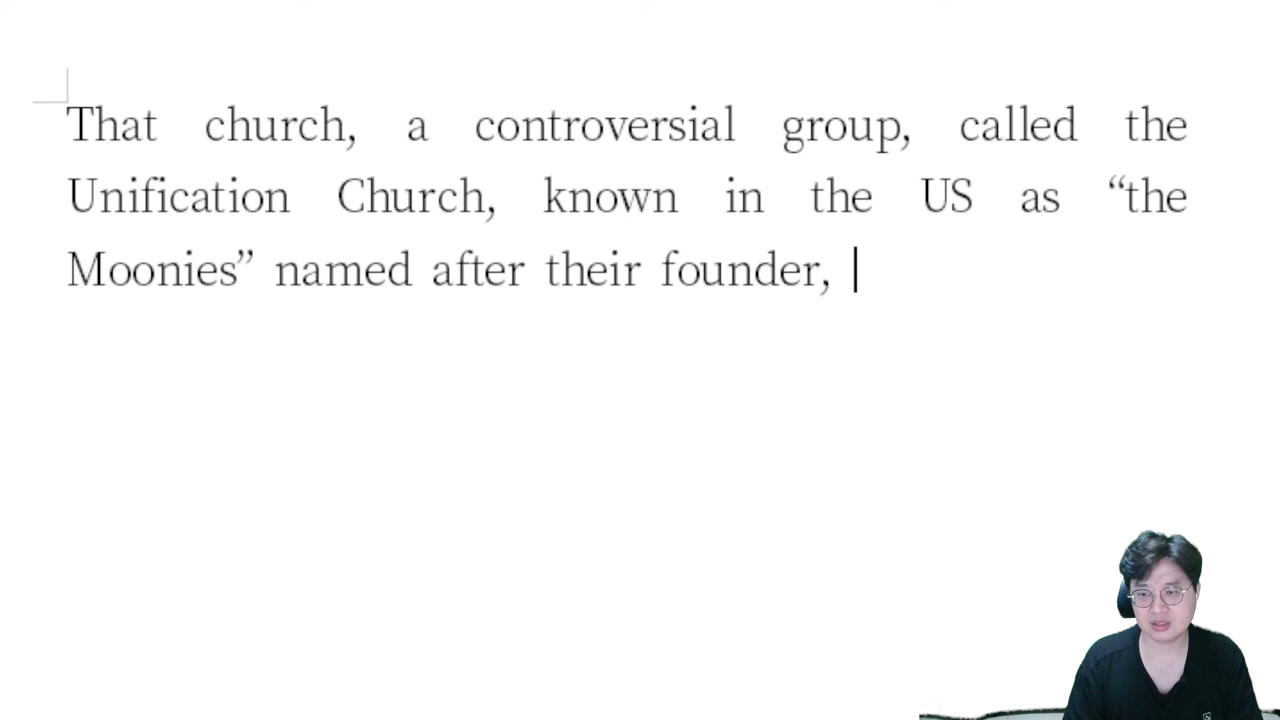 That church, a controversial group, called the
Unification Church, known in the US as “the
Moonies” named after their founder,